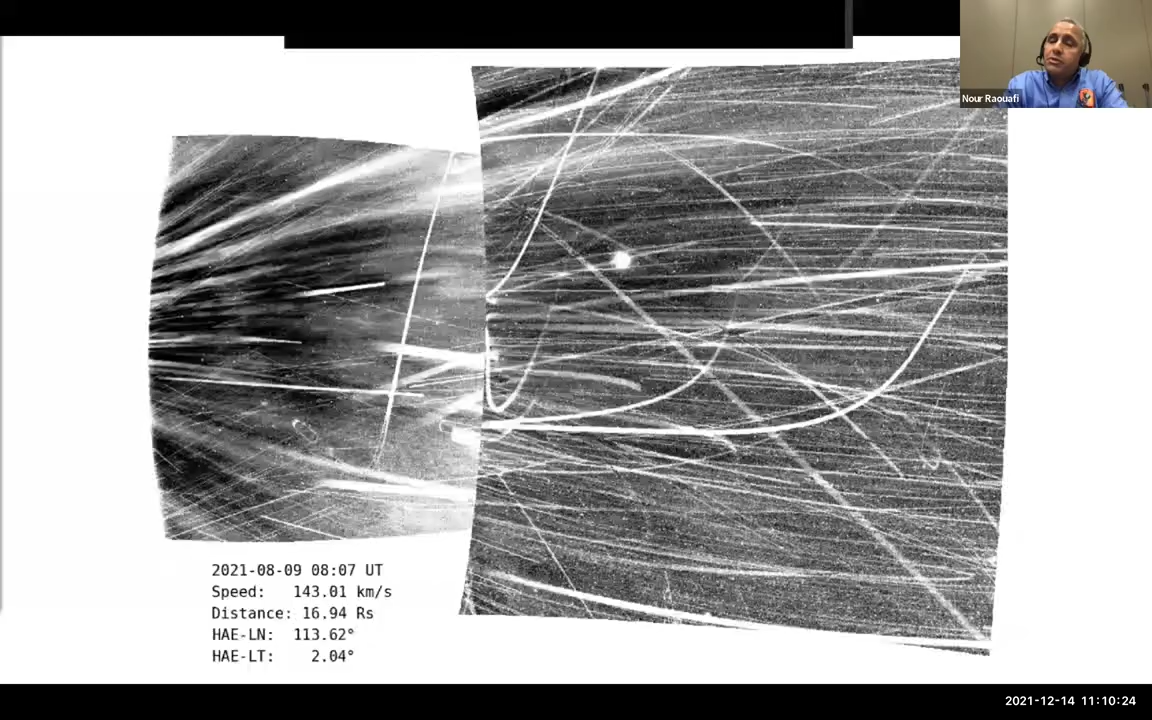 Nour Raouafi
2021-08-09 08:07 UT
Speed: 143.01 km/s
Distance: 16.94 Rs
HAE-LN: 113.62°
HAE-LT: 2.04°
2021-12-14 11:10:24